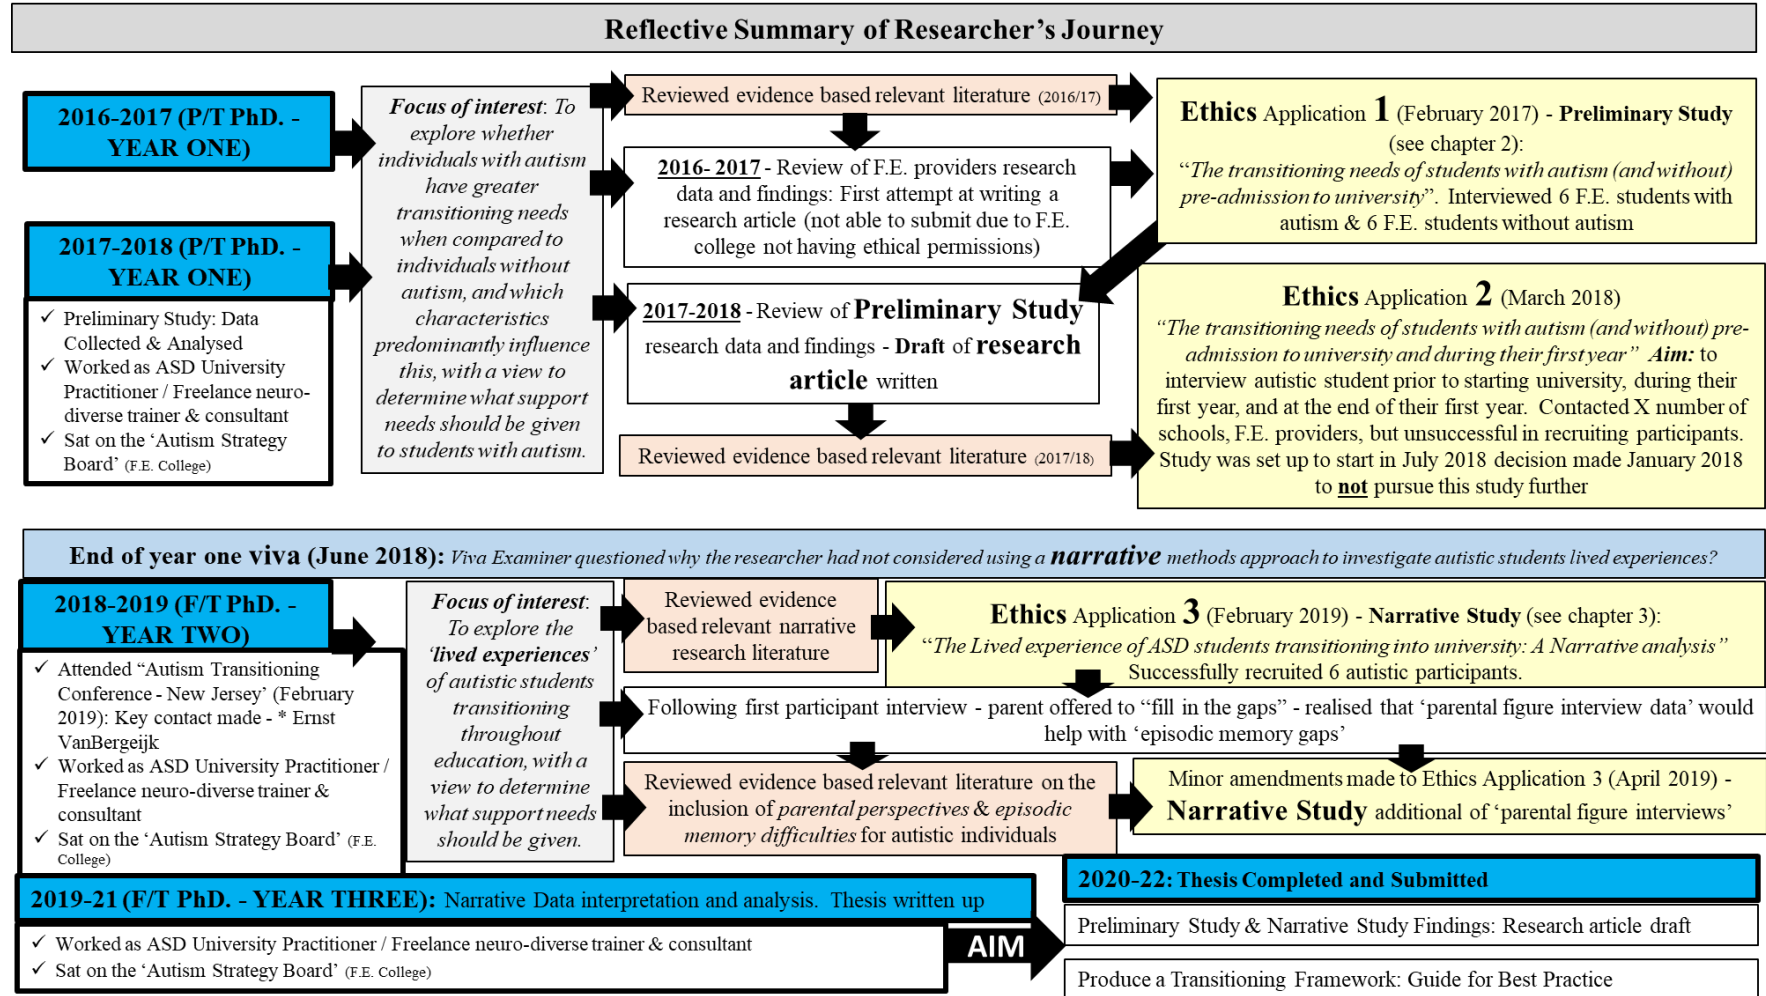 Reflective Summary of Researcher's Journey
2016-2017 (P/T PhD. -
YEAR ONE)
2017-2018 (P/T PhD. -
YEAR ONE)
✓ Preliminary Study: Data
Collected & Analysed
✓ Worked as ASD University
Practitioner / Freelance neuro-
diverse trainer & consultant
✓ Sat on the 'Autism Strategy
Board' (F.E. College)
Focus of interest: To
explore whether
individuals with autism
have greater
transitioning needs
when compared to
individuals without
autism, and which
characteristics
predominantly influence
this, with a view to
determine what support
needs should be given
to students with autism.
Reviewed evidence based relevant literature (2016/17)
2016- 2017 - Review of F.E. providers research
data and findings: First attempt at writing a
research article (not able to submit due to F.E.
college not having ethical permissions)
2017-2018 - Review of Preliminary Study
research data and findings - Draft of research
article written
Reviewed evidence based relevant literature (2017/18)
Ethics Application 1 (February 2017) - Preliminary Study
(see chapter 2):
"The transitioning needs of students with autism (and without)
pre-admission to university". Interviewed 6 F.E. students with
autism & 6 F.E. students without autism
Ethics Application 2 (March 2018)
"The transitioning needs of students with autism (and without) pre-
admission to university and during their first year" Aim: to
interview autistic student prior to starting university, during their
first year, and at the end of their first year. Contacted X number of
schools, F.E. providers, but unsuccessful in recruiting participants.
Study was set up to start in July 2018 decision made January 2018
to not pursue this study further
End of year one viva (June 2018): Viva Examiner questioned why the researcher had not considered using a narrative methods approach to investigate autistic students lived experiences?
2018-2019 (F/T PhD. -
YEAR TWO)
✓ Attended "Autism Transitioning
Conference - New Jersey' (February
2019): Key contact made - * Ernst
VanBergeijk
✓ Worked as ASD University Practitioner /
Freelance neuro-diverse trainer &
consultant
✓ Sat on the 'Autism Strategy Board' (F.E.
College)
Focus of interest:
To explore the
'lived experiences'
of autistic students
transitioning
throughout
education, with a
view to determine
what support needs
should be given.
Reviewed evidence
based relevant narrative
research literature
Ethics Application 3 (February 2019) - Narrative Study (see chapter 3):
"The Lived experience of ASD students transitioning into university: A Narrative analysis"
Successfully recruited 6 autistic participants.
Following first participant interview - parent offered to "fill in the gaps" - realised that 'parental figure interview data' would
help with 'episodic memory gaps'
Reviewed evidence based relevant literature on the
inclusion of parental perspectives & episodic
memory difficulties for autistic individuals
Minor amendments made to Ethics Application 3 (April 2019) -
Narrative Study additional of 'parental figure interviews'
2019-21 (F/T PhD. - YEAR THREE): Narrative Data interpretation and analysis. Thesis written up
✓ Worked as ASD University Practitioner / Freelance neuro-diverse trainer & consultant
✓ Sat on the 'Autism Strategy Board' (F.E. College)
AIM
2020-22: Thesis Completed and Submitted
Preliminary Study & Narrative Study Findings: Research article draft
Produce a Transitioning Framework: Guide for Best Practice